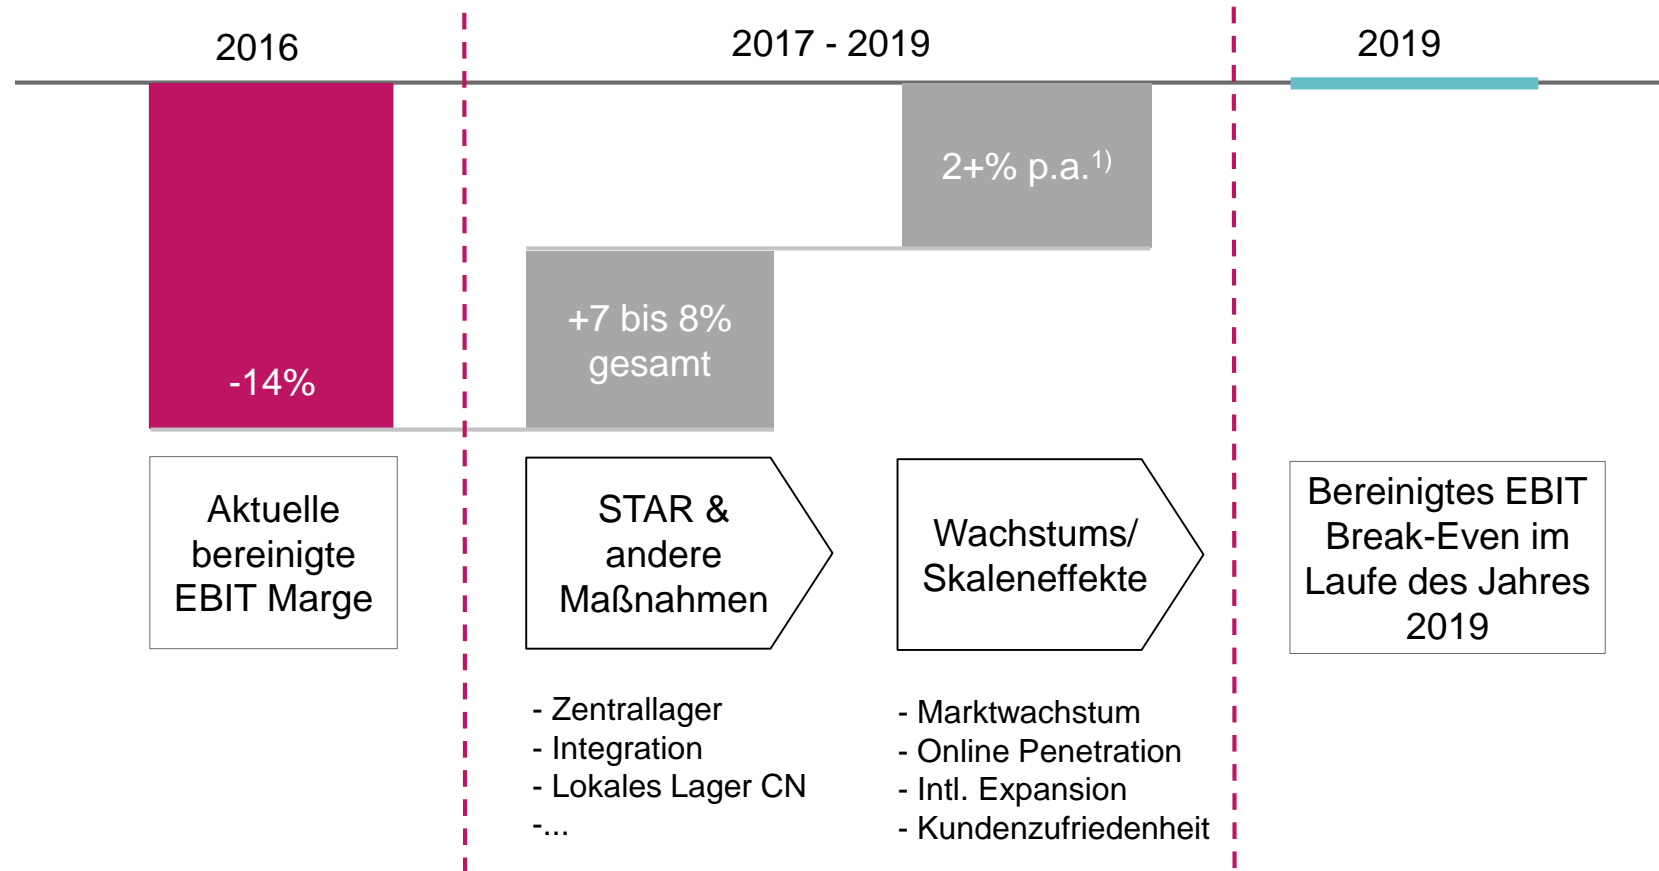 2016
2017 - 2019
2019
-14%
+7 bis 8%
gesamt
2+% p.a.1)
Aktuelle
bereinigte
EBIT Marge
STAR &
andere
Maßnahmen
Wachstums/
Skaleneffekte
Bereinigtes EBIT
Break-Even im
Laufe des Jahres
2019
- Zentrallager
- Integration
- Lokales Lager CN
-...
- Marktwachstum
- Online Penetration
- Intl. Expansion
- Kundenzufriedenheit